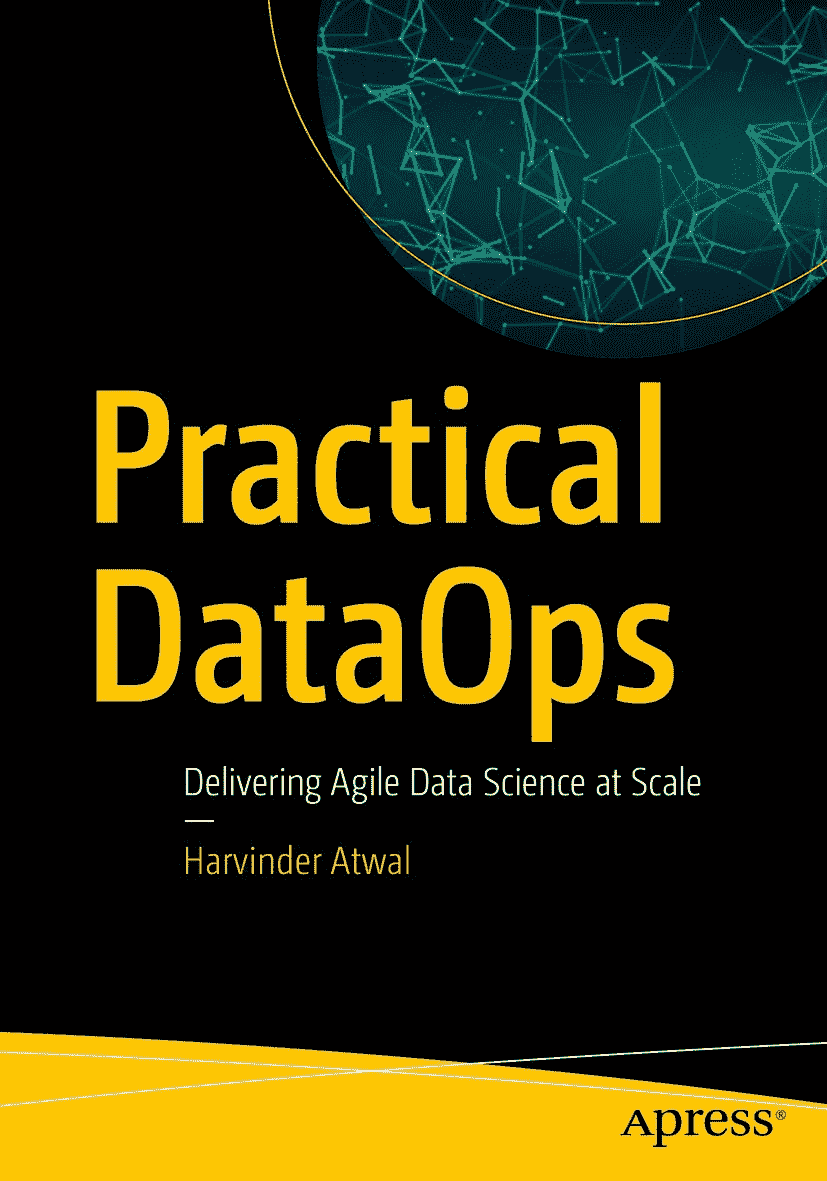 Practical
DataOps
Delivering Agile Data Science at Scale
Harvinder Atwal
Apress®